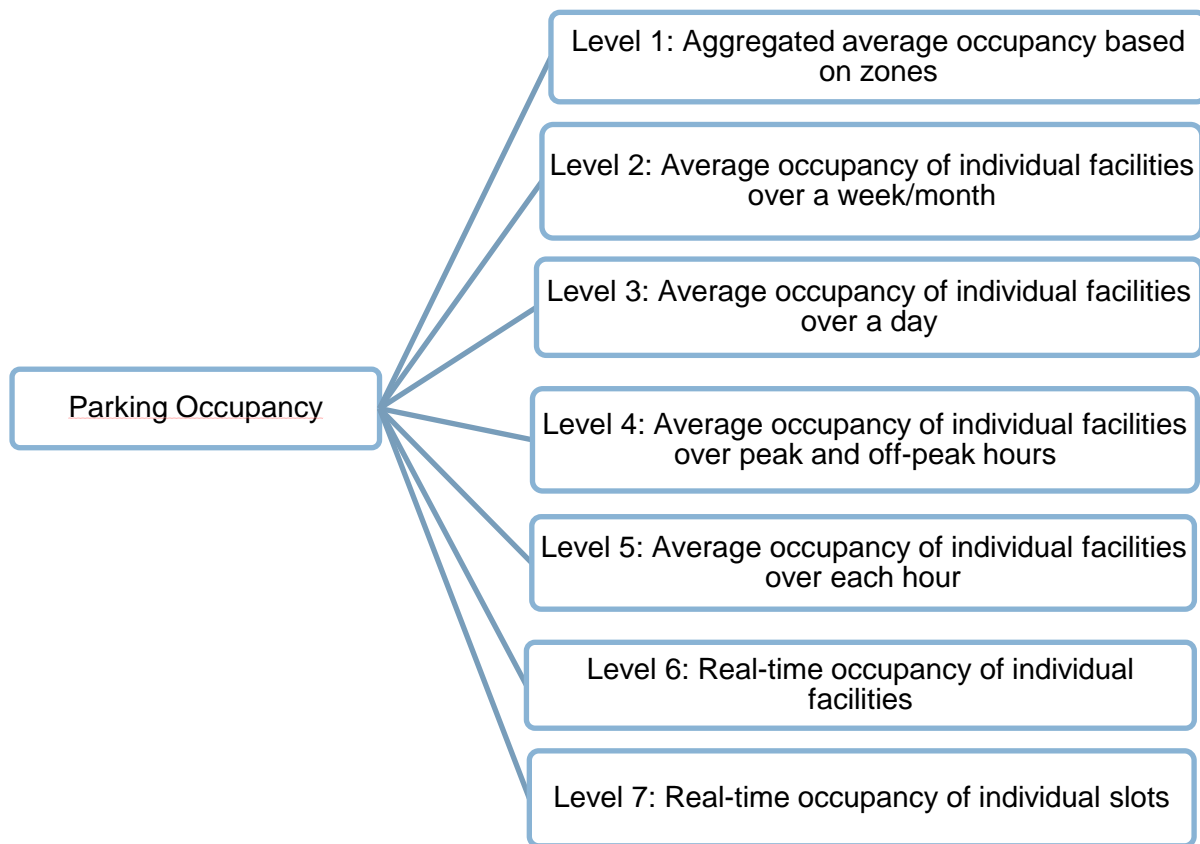 Level 1: Aggregated average occupancy based
on zones
Level 2: Average occupancy of individual facilities
over a week/month
Level 3: Average occupancy of individual facilities
over a day
Parking Occupancy
Level 4: Average occupancy of individual facilities
over peak and off-peak hours
Level 5: Average occupancy of individual facilities
over each hour
Level 6: Real-time occupancy of individual
facilities
Level 7: Real-time occupancy of individual slots